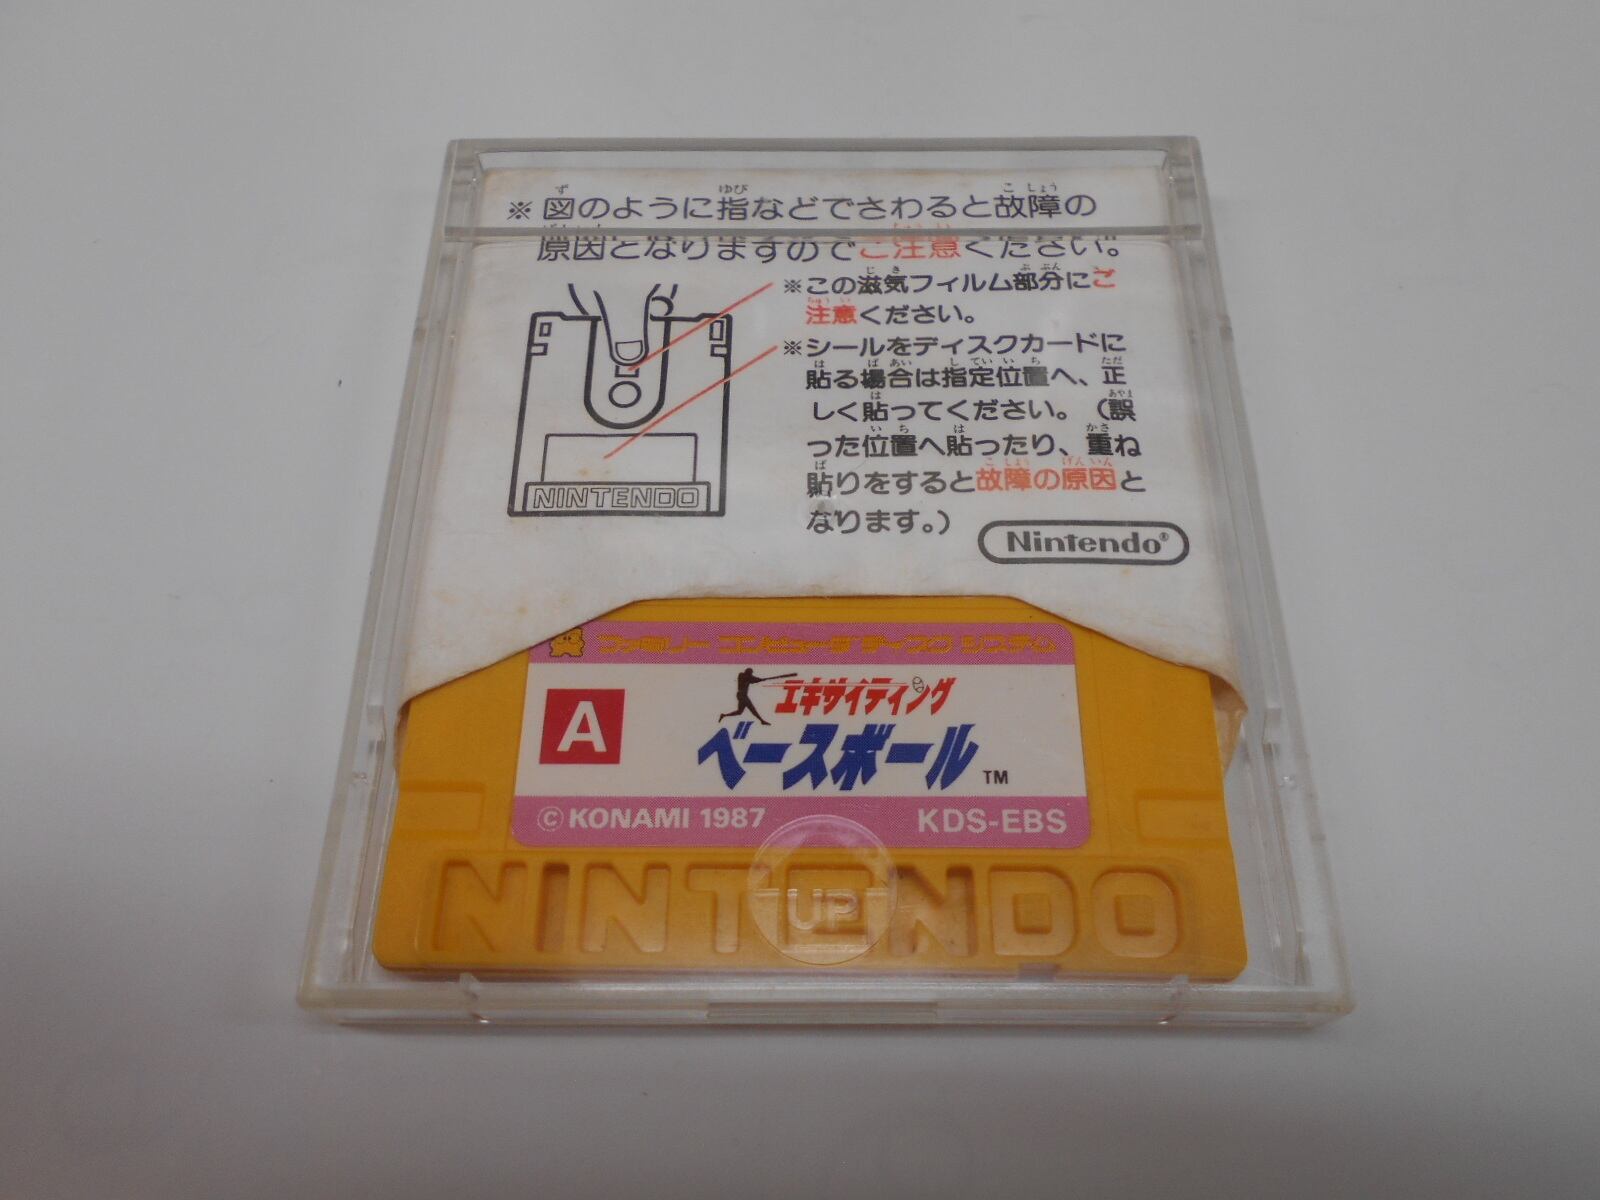 ※図のように指などでさわると故障の
原因となりますのでご注意ください。
※この滋気フィルム部分にご
注意ください。
※シールをディスクカードに
貼る場合は指定位置へ、正
しく貼ってください。(誤
った位置へ貼ったり、重ね
貼りをすると故障の原因と
なります。)
NINTENDO
Nintendo®
ファミリーコンピュータ ディスクシステム
A
エキサイティング
ベースボール TM
© KONAMI 1987 KDS-EBS
NINTENDO
UP